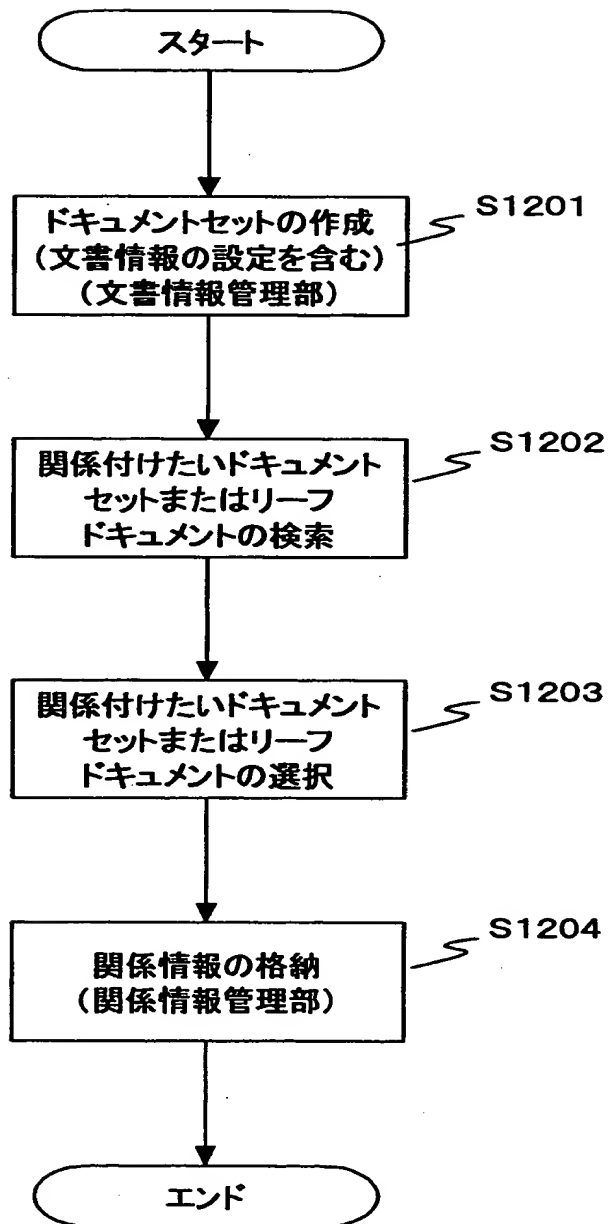 スタート
ドキュメントセットの作成
(文書情報の設定を含む)
(文書情報管理部)
S1201
関係付けたいドキュメント
セットまたはリーフ
ドキュメントの検索
S1202
関係付けたいドキュメント
セットまたはリーフ
ドキュメントの選択
S1203
関係情報の格納
(関係情報管理部)
S1204
エンド